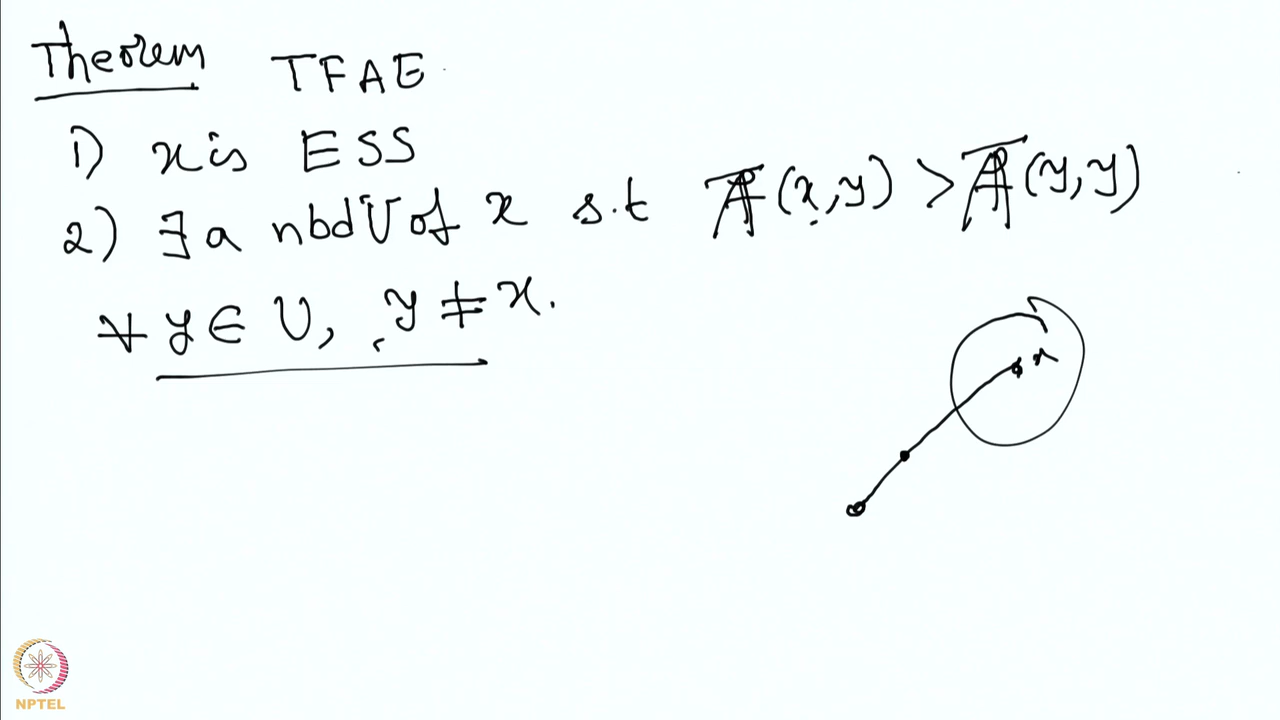 Theorem TFAE
1) x is ESS
2) ∃ a nbd U of x s.t π(x,y) > π(y,y)
∀ y ∈ U, y ≠ x.
x
NPTEL